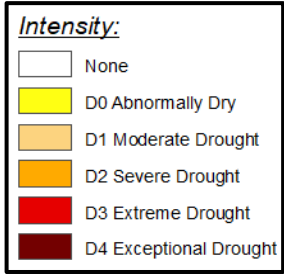 Intensity:
None
D0 Abnormally Dry
D1 Moderate Drought
D2 Severe Drought
D3 Extreme Drought
D4 Exceptional Drought